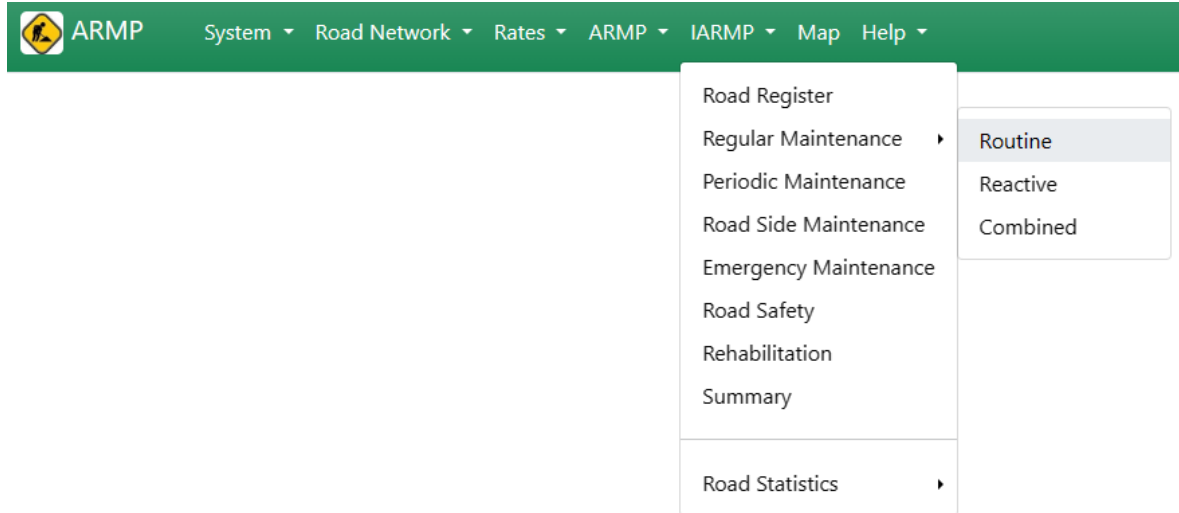 ARMP System Road Network Rates ARMP IARMP Map Help
Road Register
Regular Maintenance
Routine
Periodic Maintenance
Reactive
Road Side Maintenance
Combined
Emergency Maintenance
Road Safety
Rehabilitation
Summary
Road Statistics